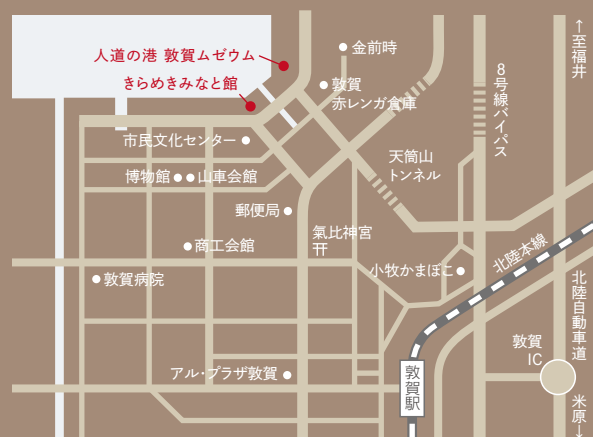 人道の港 敦賀ムゼウム
きらめきみなと館
金前時
敦賀
赤レンガ倉庫
↑至福井
8号線バイパス
市民文化センター
天筒山
トンネル
博物館
山車会館
郵便局
氣比神宮
商工会館
北陸本線
小牧かまぼこ
敦賀病院
北陸自動車道
敦賀
IC
アル・プラザ敦賀
敦賀駅
米原→